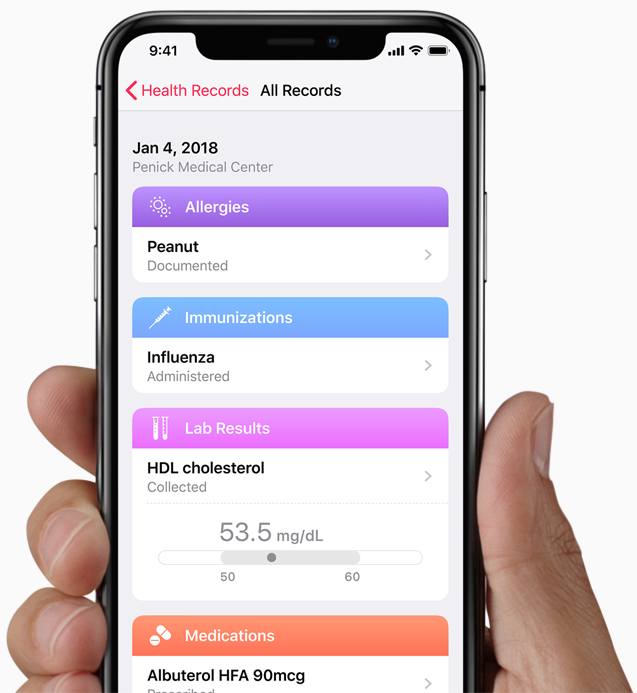 9:41
Health Records All Records
Jan 4, 2018
Penick Medical Center
Allergies
Peanut
Documented
Immunizations
Influenza
Administered
Lab Results
HDL cholesterol
Collected
53.5 mg/dL
50 60
Medications
Albuterol HFA 90mcg
Prescribed